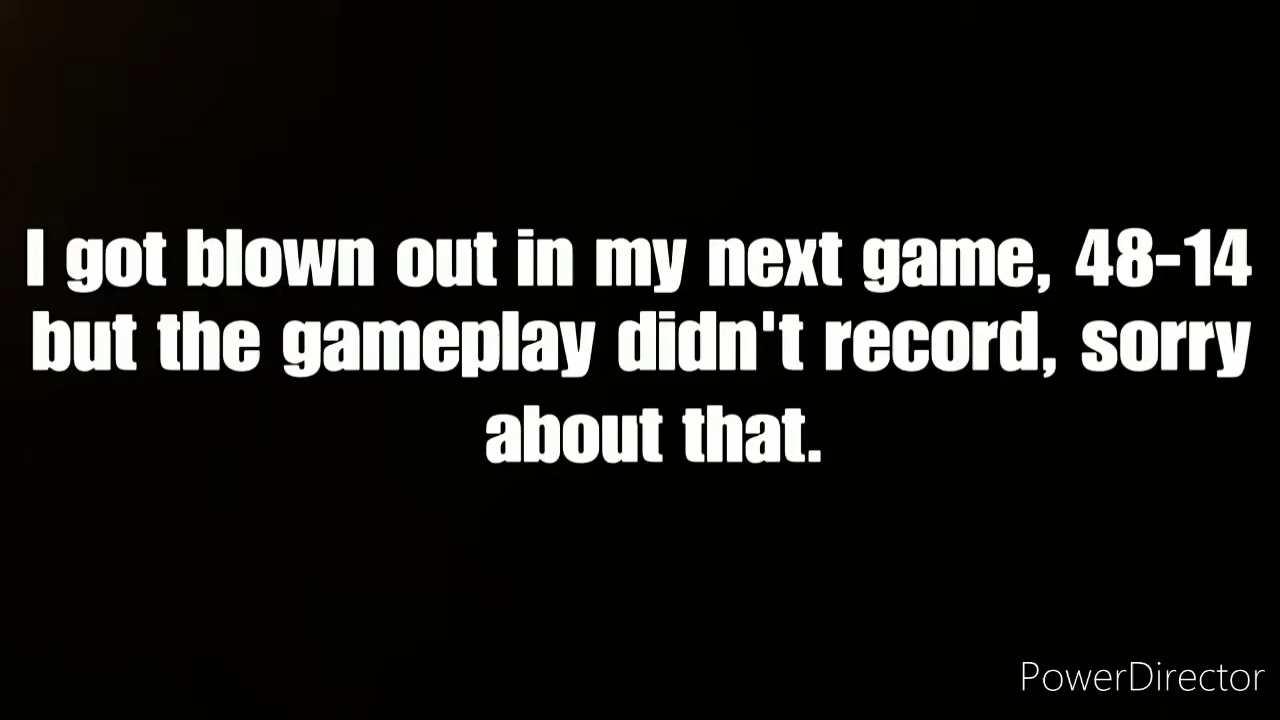 I got blown out in my next game, 48-14
but the gameplay didn't record, sorry
about that.
PowerDirector